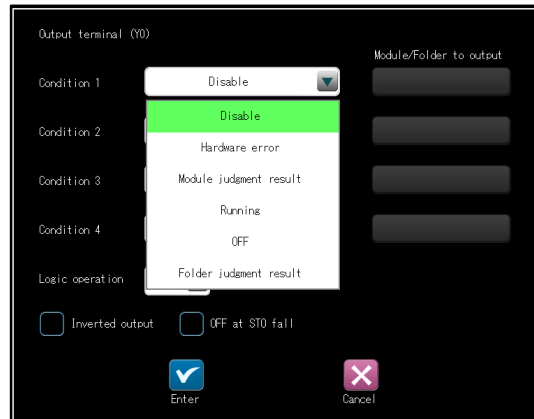 Output terminal (Y0)
Module/Folder to output
Condition 1
Disable
Disable
Condition 2
Hardware error
Condition 3
Module judgment result
Running
Condition 4
OFF
Logic operation
Folder judgment result
Inverted output
OFF at STO fall
Enter
Cancel